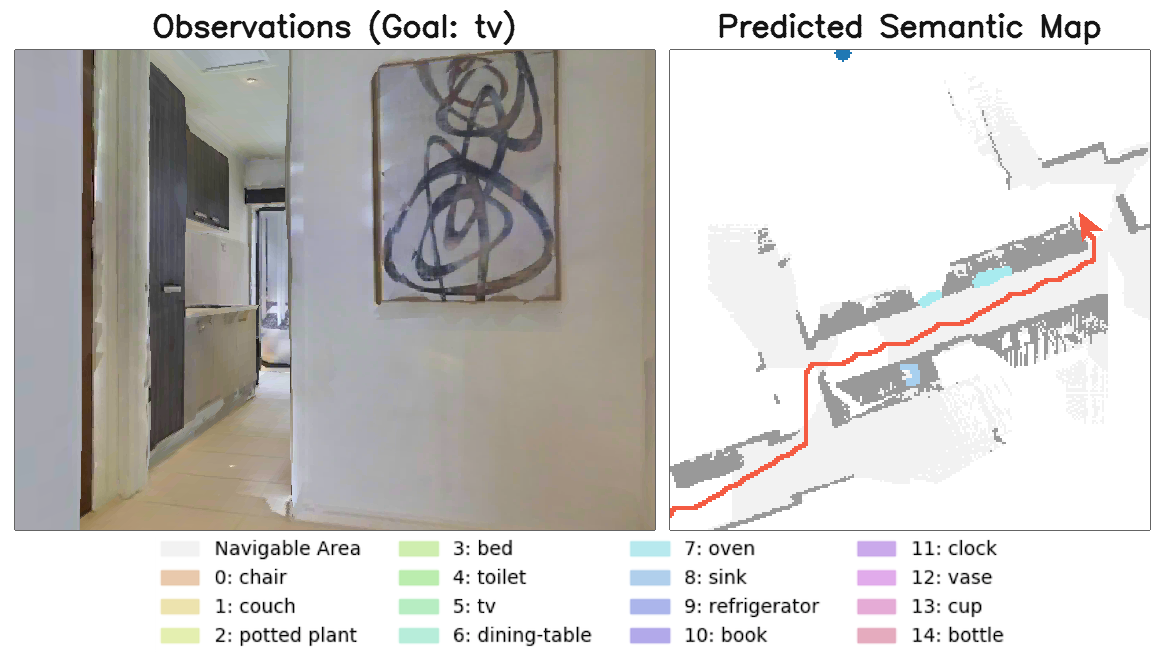 Observations (Goal: tv)
Predicted Semantic Map
Navigable Area
0: chair
1: couch
2: potted plant
3: bed
4: toilet
5: tv
6: dining-table
7: oven
8: sink
9: refrigerator
10: book
11: clock
12: vase
13: cup
14: bottle